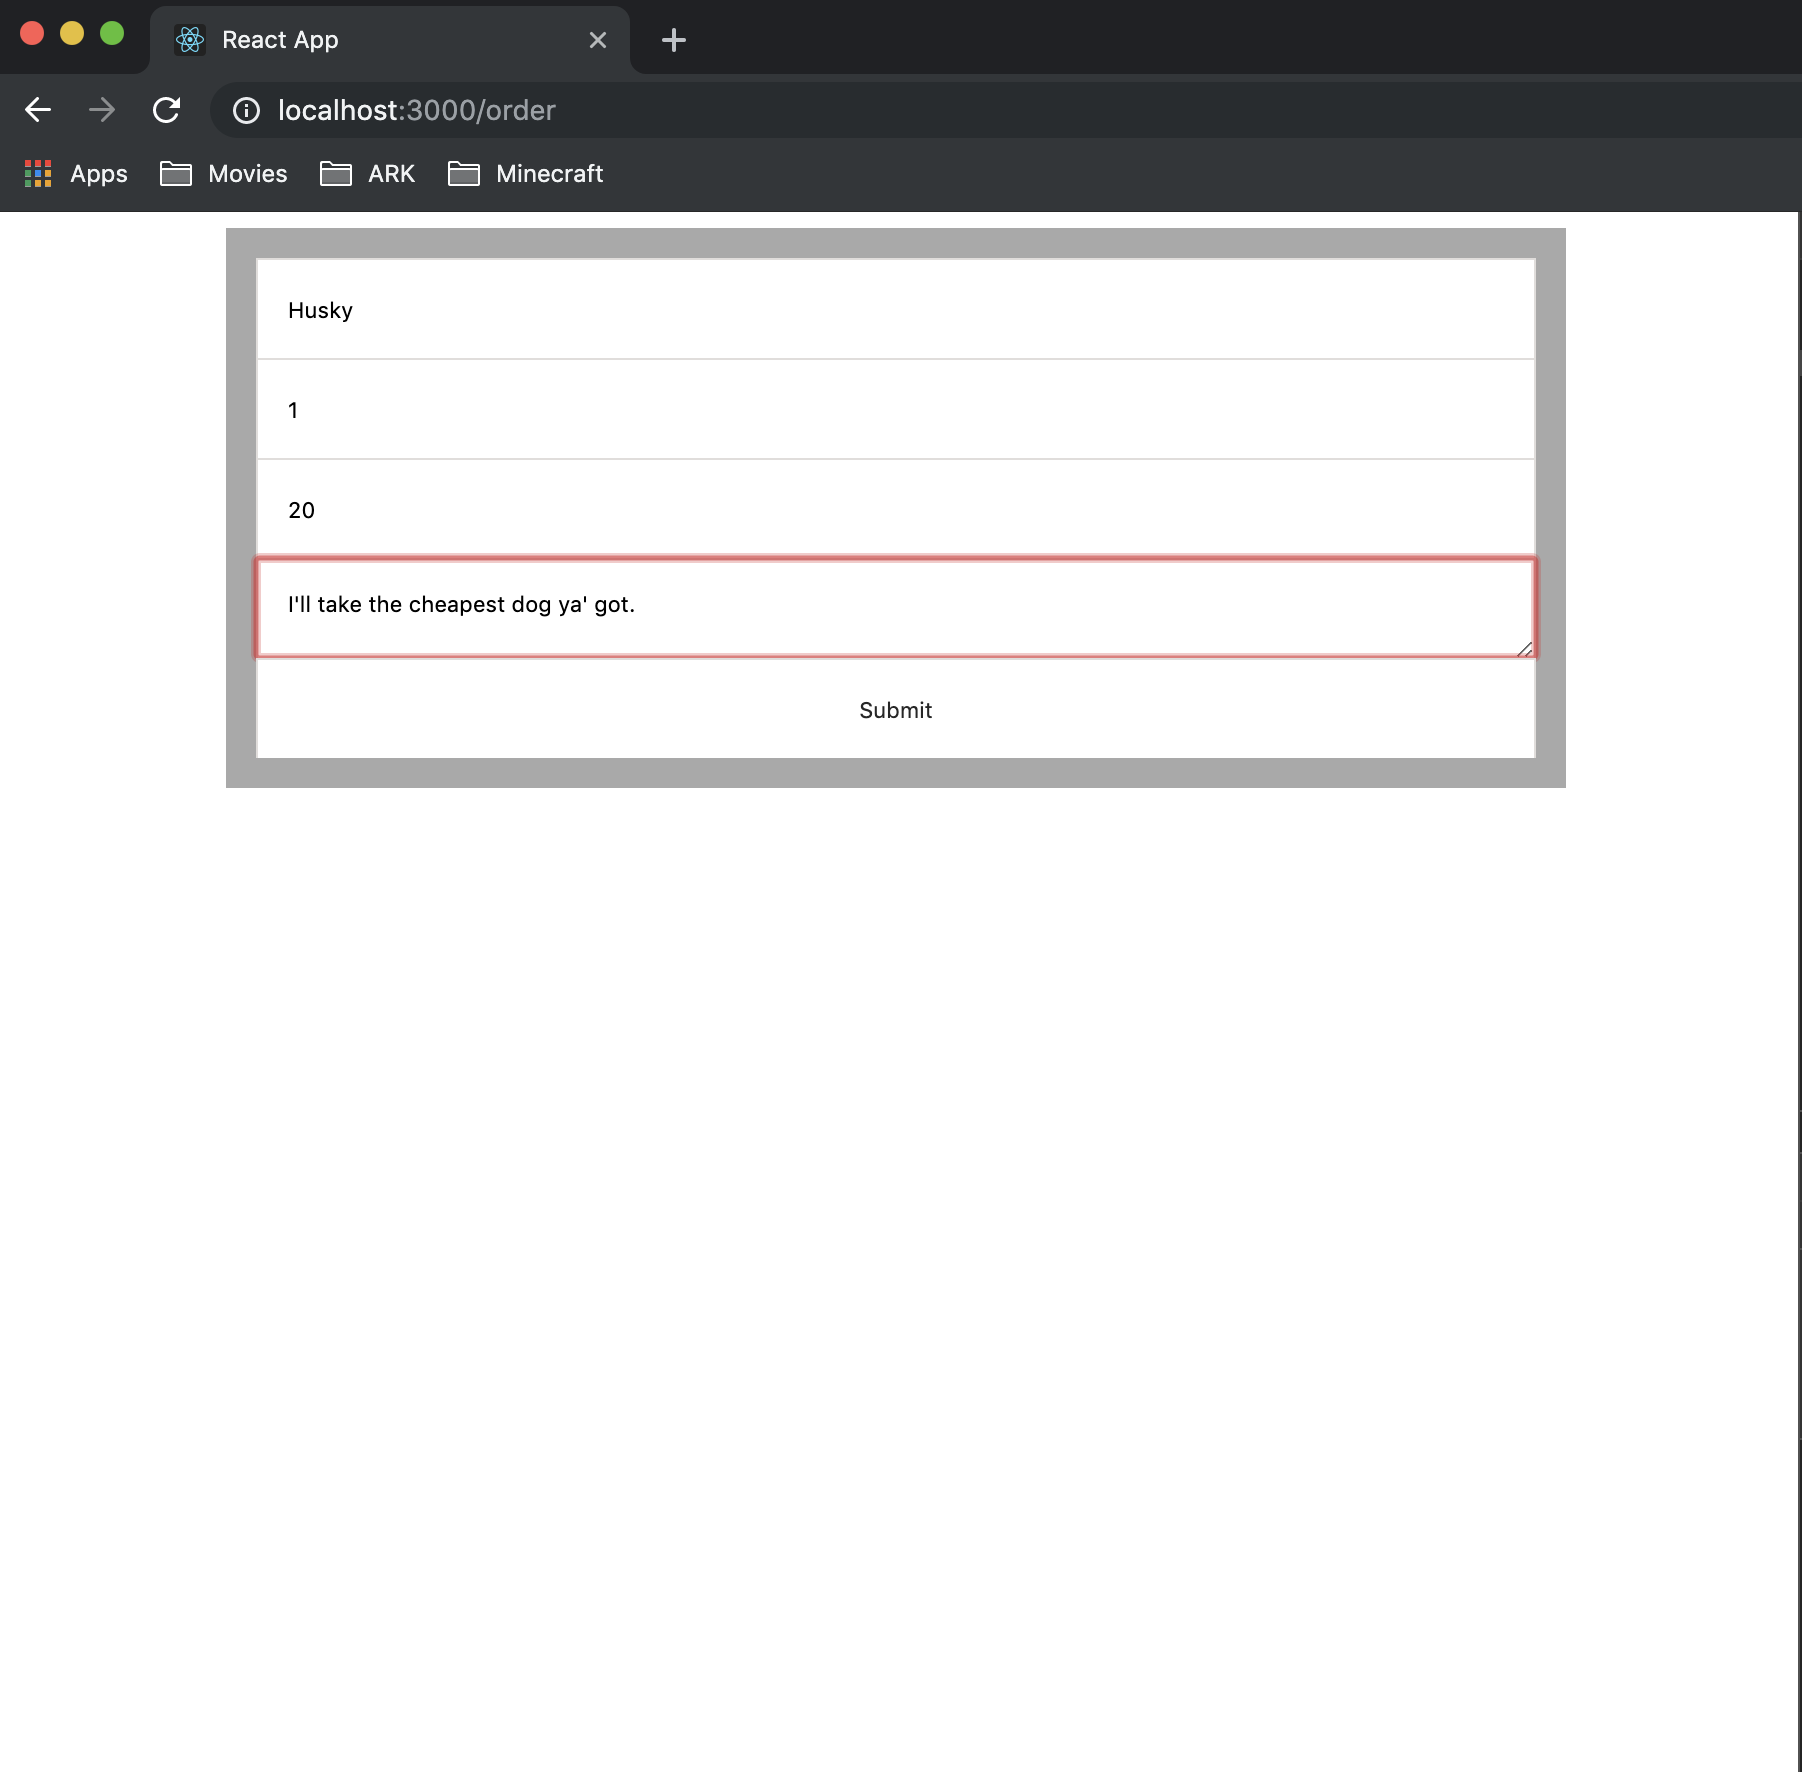 React App
localhost:3000/order
Apps Movies ARK Minecraft
Husky
1
20
I'll take the cheapest dog ya' got.
Submit